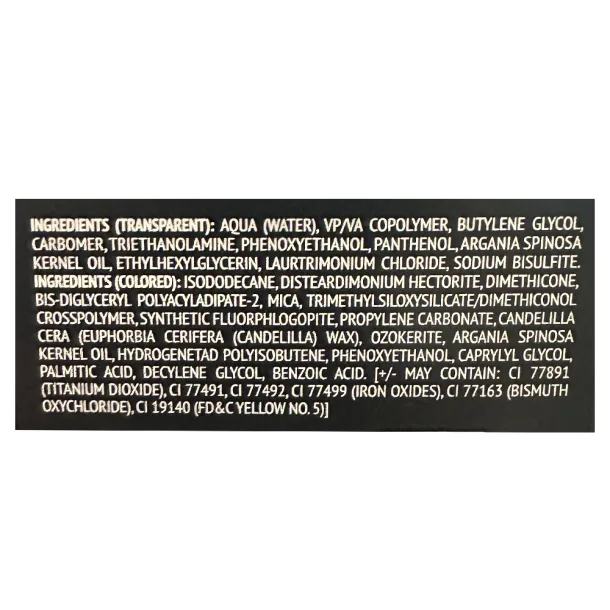 INGREDIENTS (TRANSPARENT): AQUA (WATER), VP/VA COPOLYMER, BUTYLENE GLYCOL,
CARBOMER, TRIETHANOLAMINE, PHENOXYETHANOL, PANTHENOL, ARGANIA SPINOSA
KERNEL OIL, ETHYLHEXYLGLYCERIN, LAURTRIMONIUM CHLORIDE, SODIUM BISULFITE.
INGREDIENTS (COLORED): ISODODECANE, DISTEARDIMONIUM HECTORITE, DIMETHICONE,
BIS-DIGLYCERYL POLYACYLADIPATE-2, MICA, TRIMETHYLSILOXYSILICATE/DIMETHICONOL
CROSSPOLYMER, SYNTHETIC FLUORPHLOGOPITE, PROPYLENE CARBONATE, CANDELILLA
CERA {EUPHORBIA CERIFERA (CANDELILLA) WAX), OZOKERITE, ARGANIA SPINOSA
KERNEL OIL, HYDROGENETAD POLYISOBUTENE, PHENOXYETHANOL, CAPRYLYL GLYCOL,
PALMITIC ACID, DECYLENE GLYCOL, BENZOIC ACID. [+/- MAY CONTAIN: CI 77891
(TITANIUM DIOXIDE), CI 77491, CI 77492, CI 77499 (IRON OXIDES), CI 77163 (BISMUTH
OXYCHLORIDE), CI 19140 (FD&C YELLOW NO. 5)]